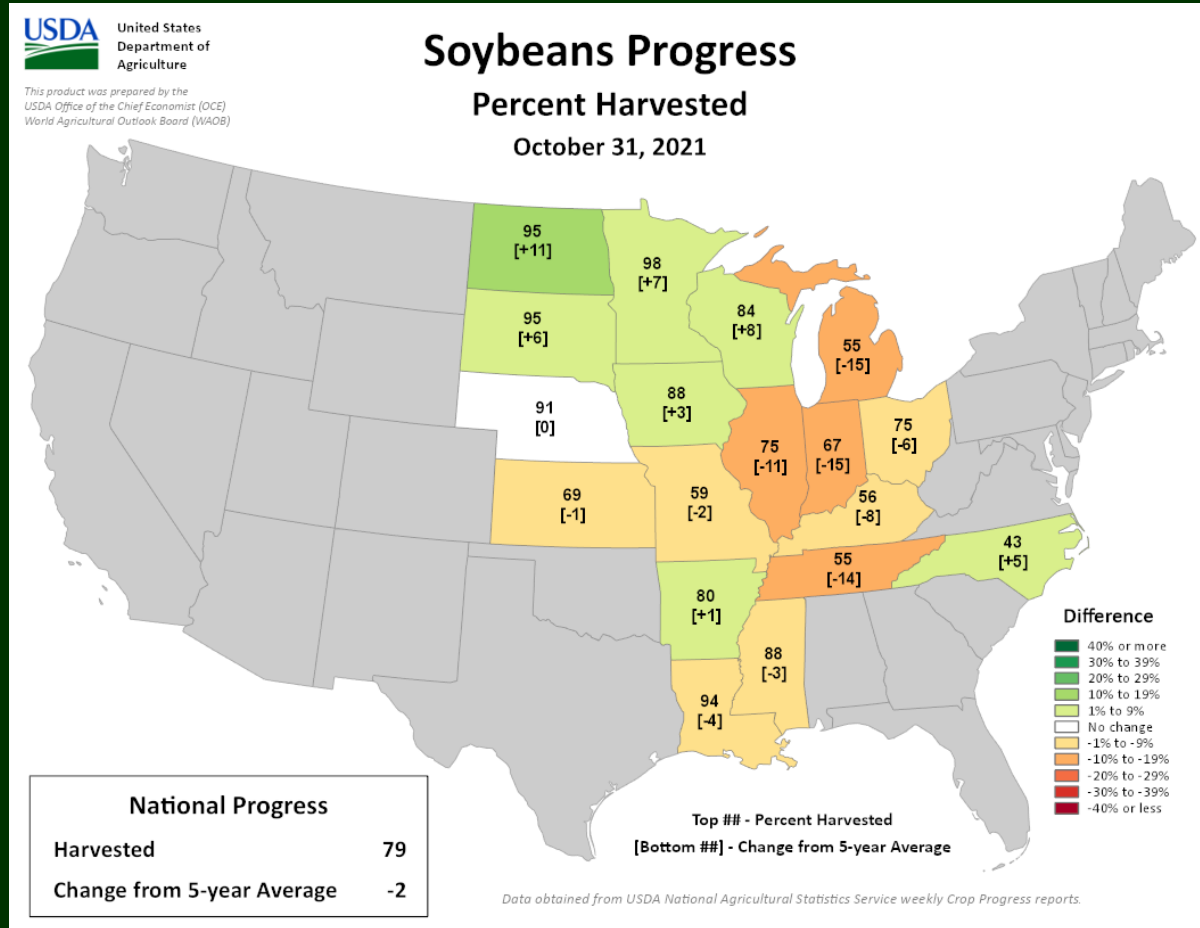 USDA
United States
Department of
Agriculture
This product was prepared by the
USDA Office of the Chief Economist (OCE)
World Agricultural Outlook Board (WAOB)
Soybeans Progress
Percent Harvested
October 31, 2021
95
[+11]
98
[+7]
95
[+6]
84
[+8]
55
[-15]
88
[+3]
91
[0]
75
[-11]
67
[-15]
75
[-6]
69
[-1]
59
[-2]
56
[-8]
43
[+5]
55
[-14]
80
[+1]
88
[-3]
94
[-4]
Difference
40% or more
30% to 39%
20% to 29%
10% to 19%
1% to 9%
No change
-1% to -9%
-10% to -19%
-20% to -29%
-30% to -39%
-40% or less
National Progress
Harvested 79
Change from 5-year Average -2
Top ## - Percent Harvested
[Bottom ##] - Change from 5-year Average
Data obtained from USDA National Agricultural Statistics Service weekly Crop Progress reports.